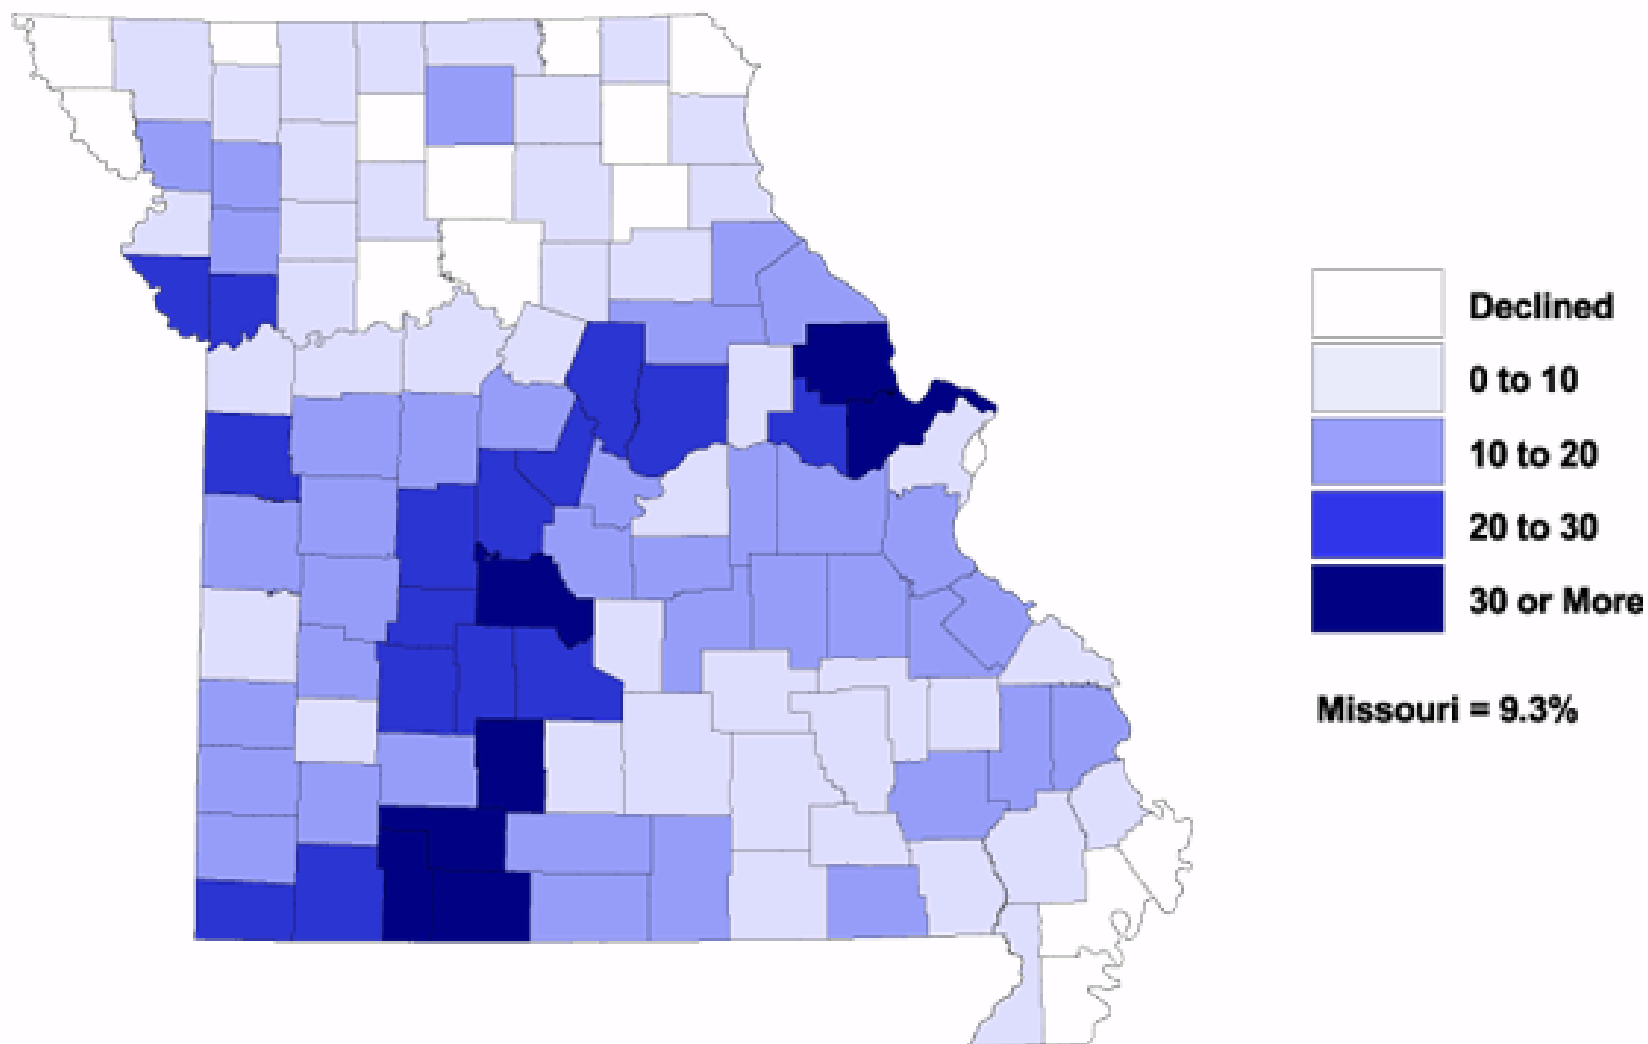 Declined
0 to 10
10 to 20
20 to 30
30 or More
Missouri = 9.3%